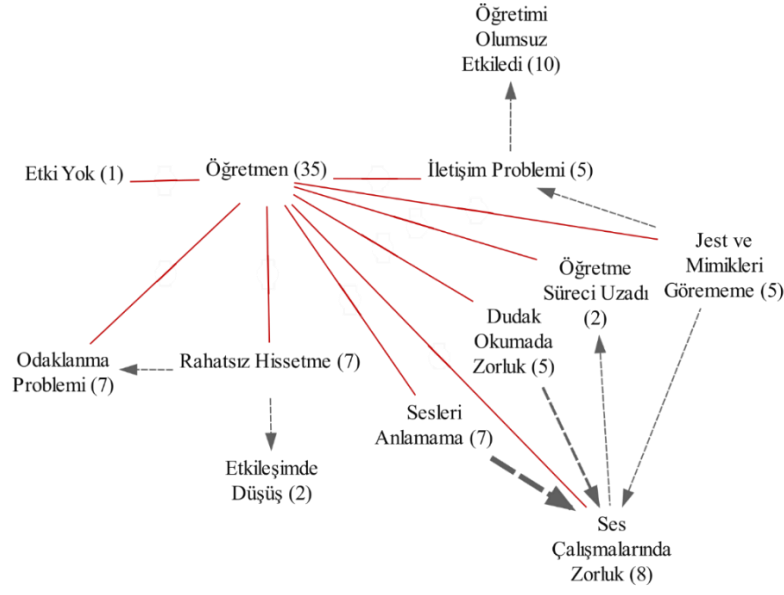 Öğretimi
Olumsuz
Etkiledi (10)
Etki Yok (1)
Öğretmen (35)
İletişim Problemi (5)
Jest ve
Mimikleri
Görememe (5)
Öğretme
Süreci Uzadı
(2)
Dudak
Okumada
Zorluk (5)
Odaklanma
Problemi (7)
Rahatsız Hissetme (7)
Sesleri
Anlamama (7)
Etkileşimde
Düşüş (2)
Ses
Çalışmalarında
Zorluk (8)